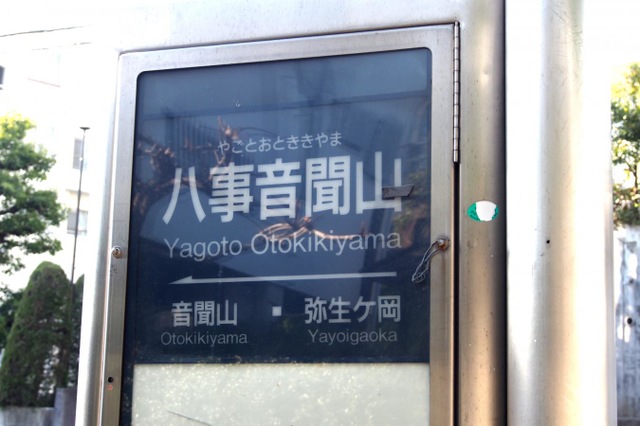 やごとおとききやま
八事音聞山
Yagoto Otokikiyama
音聞山 ■ 弥生ケ岡
Otokikiyama Yayoigaoka